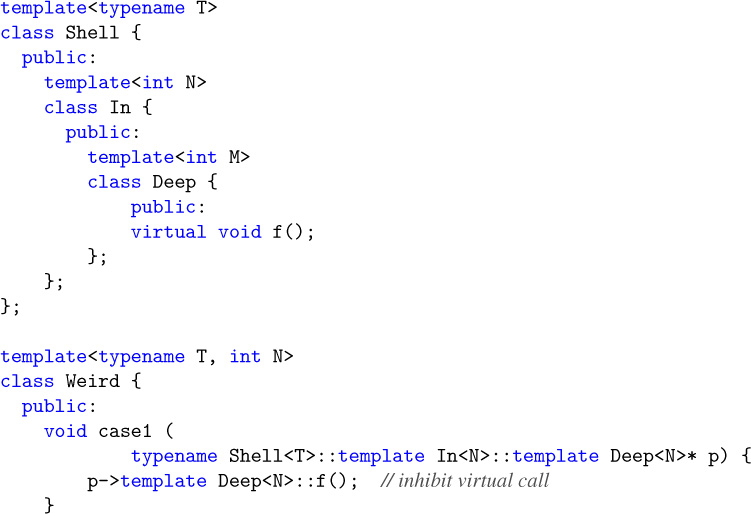 template<typename T>
class Shell {
  public:
    template<int N>
    class In {
      public:
        template<int M>
        class Deep {
            public:
            virtual void f();
        };
    };
};

template<typename T, int N>
class Weird {
  public:
    void case1 (
            typename Shell<T>::template In<N>::template Deep<N>* p) {
        p->template Deep<N>::f();  // inhibit virtual call
    }